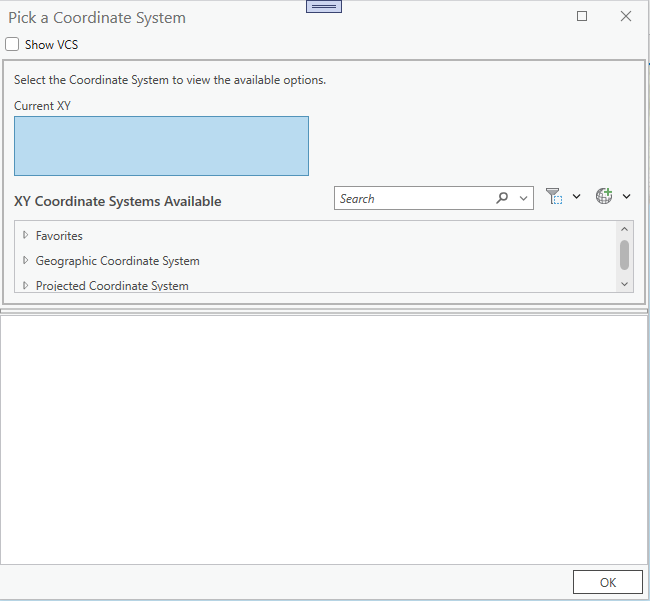 Pick a Coordinate System
Show VCS
Select the Coordinate System to view the available options.
Current XY
XY Coordinate Systems Available
Search
Favorites
Geographic Coordinate System
Projected Coordinate System
OK